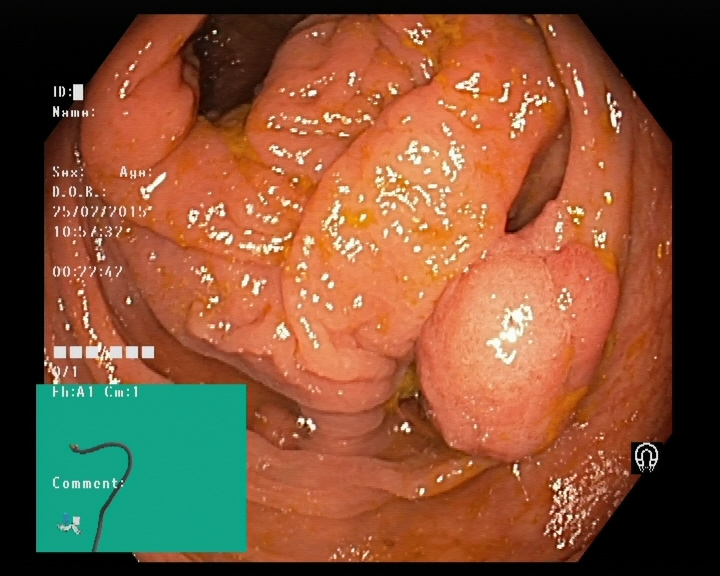 ID:
Name:
Sex: Age:
D.O.B.:
25/02/2015
10:57:32
00:22:42
0/1
Eh:A1 Cm:1
Comment: